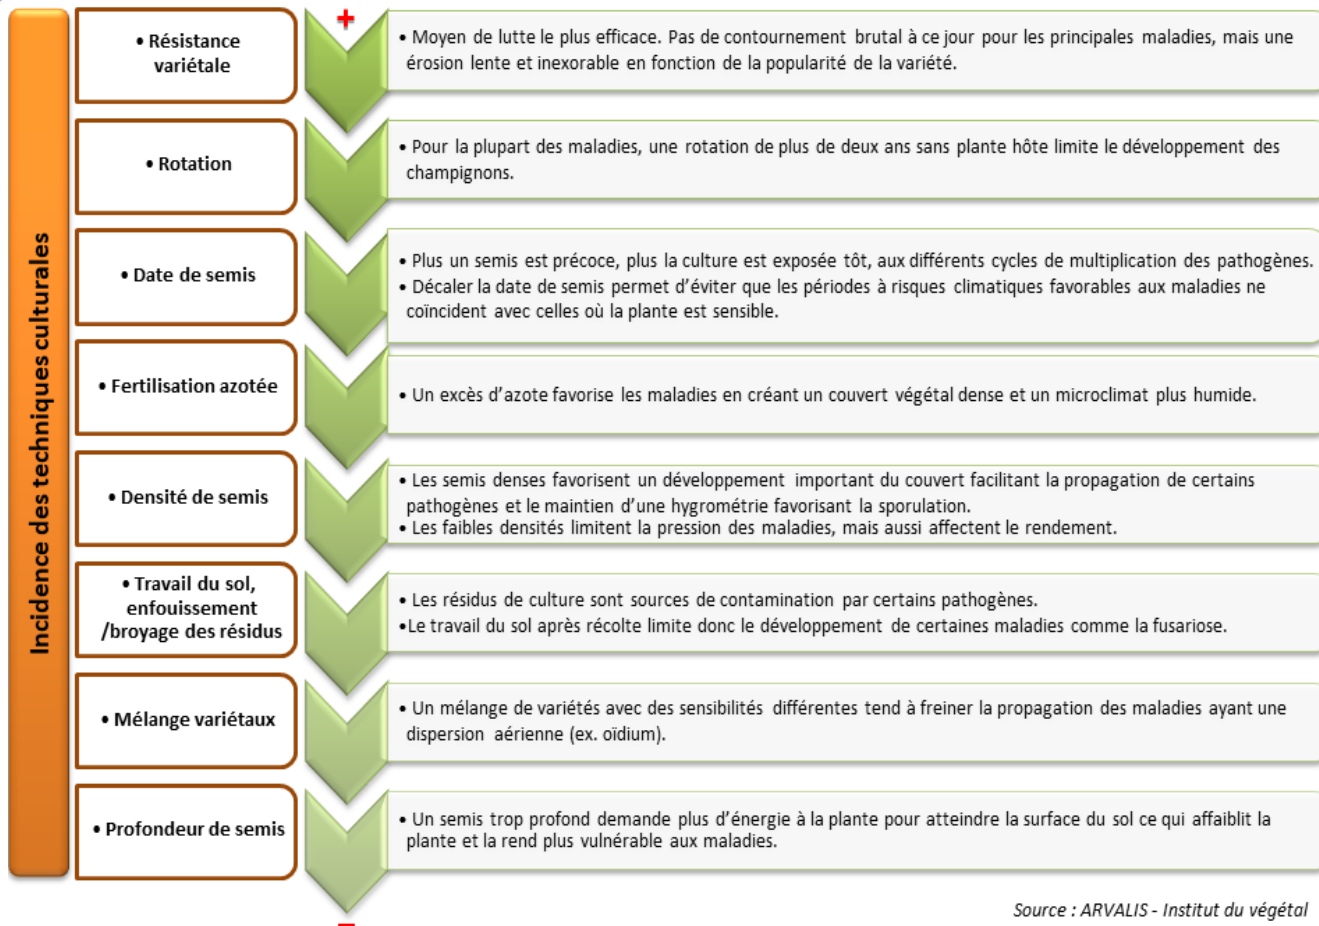 Incidence des techniques culturales
+
• Résistance
variétale
• Moyen de lutte le plus efficace. Pas de contournement brutal à ce jour pour les principales maladies, mais une
érosion lente et inexorable en fonction de la popularité de la variété.
• Rotation
• Pour la plupart des maladies, une rotation de plus de deux ans sans plante hôte limite le développement des
champignons.
• Date de semis
• Plus un semis est précoce, plus la culture est exposée tôt, aux différents cycles de multiplication des pathogènes.
• Décaler la date de semis permet d’éviter que les périodes à risques climatiques favorables aux maladies ne
coïncident avec celles où la plante est sensible.
• Fertilisation azotée
• Un excès d’azote favorise les maladies en créant un couvert végétal dense et un microclimat plus humide.
• Densité de semis
• Les semis denses favorisent un développement important du couvert facilitant la propagation de certains
pathogènes et le maintien d’une hygrométrie favorisant la sporulation.
• Les faibles densités limitent la pression des maladies, mais aussi affectent le rendement.
• Travail du sol,
enfouissement
/broyage des résidus
• Les résidus de culture sont sources de contamination par certains pathogènes.
•Le travail du sol après récolte limite donc le développement de certaines maladies comme la fusariose.
• Mélange variétaux
• Un mélange de variétés avec des sensibilités différentes tend à freiner la propagation des maladies ayant une
dispersion aérienne (ex. oïdium).
• Profondeur de semis
• Un semis trop profond demande plus d’énergie à la plante pour atteindre la surface du sol ce qui affaiblit la
plante et la rend plus vulnérable aux maladies.
–
Source : ARVALIS - Institut du végétal